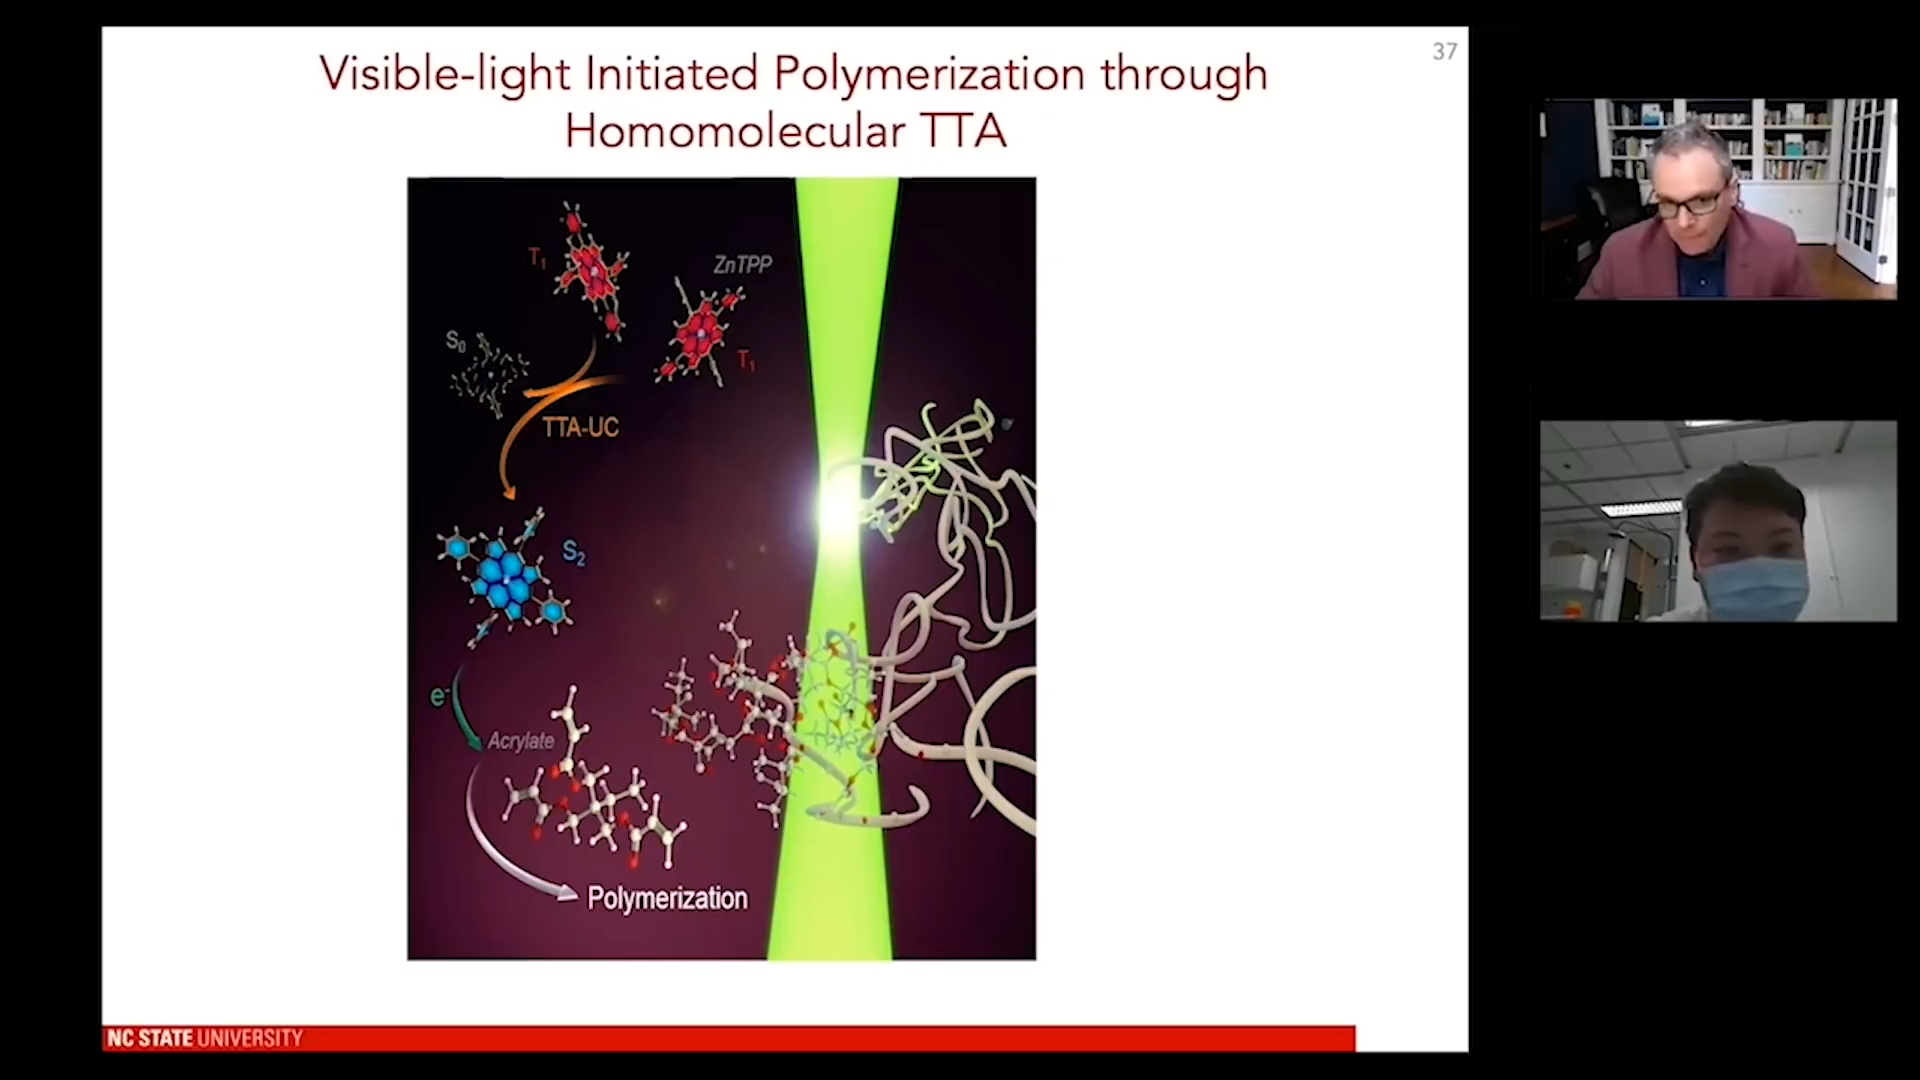 37
Visible-light Initiated Polymerization through
Homomolecular TTA
T1
ZnTPP
S0
T1
TTA-UC
S2
e-
Acrylate
Polymerization
NC STATE UNIVERSITY